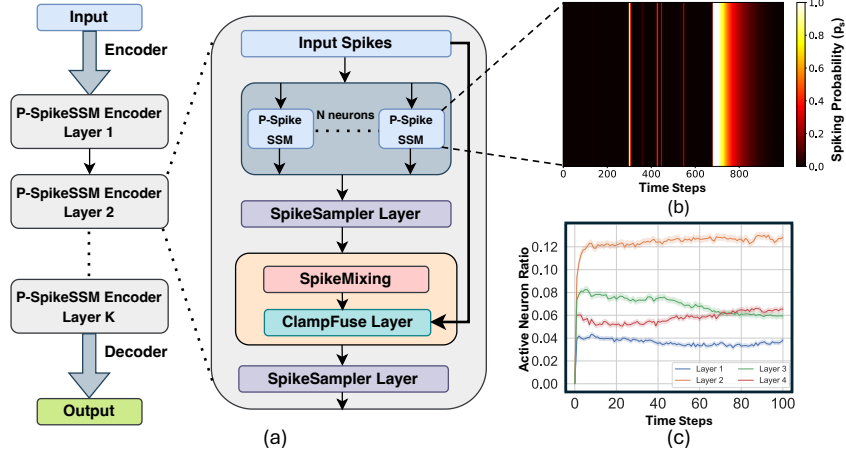 Input
Encoder
P-SpikeSSM Encoder
Layer 1
P-SpikeSSM Encoder
Layer 2
P-SpikeSSM Encoder
Layer K
Decoder
Output
Input Spikes
P-Spike
SSM
N neurons
P-Spike
SSM
SpikeSampler Layer
SpikeMixing
ClampFuse Layer
SpikeSampler Layer
(a)
0
200
400
600
800
Time Steps
1.0
0.8
0.6
0.4
0.2
0.0
Spiking Probability (pₛ)
(b)
Active Neuron Ratio
0.12
0.10
0.08
0.06
0.04
0.02
0.00
Layer 1
Layer 2
Layer 3
Layer 4
0
20
40
60
80
100
Time Steps
(c)